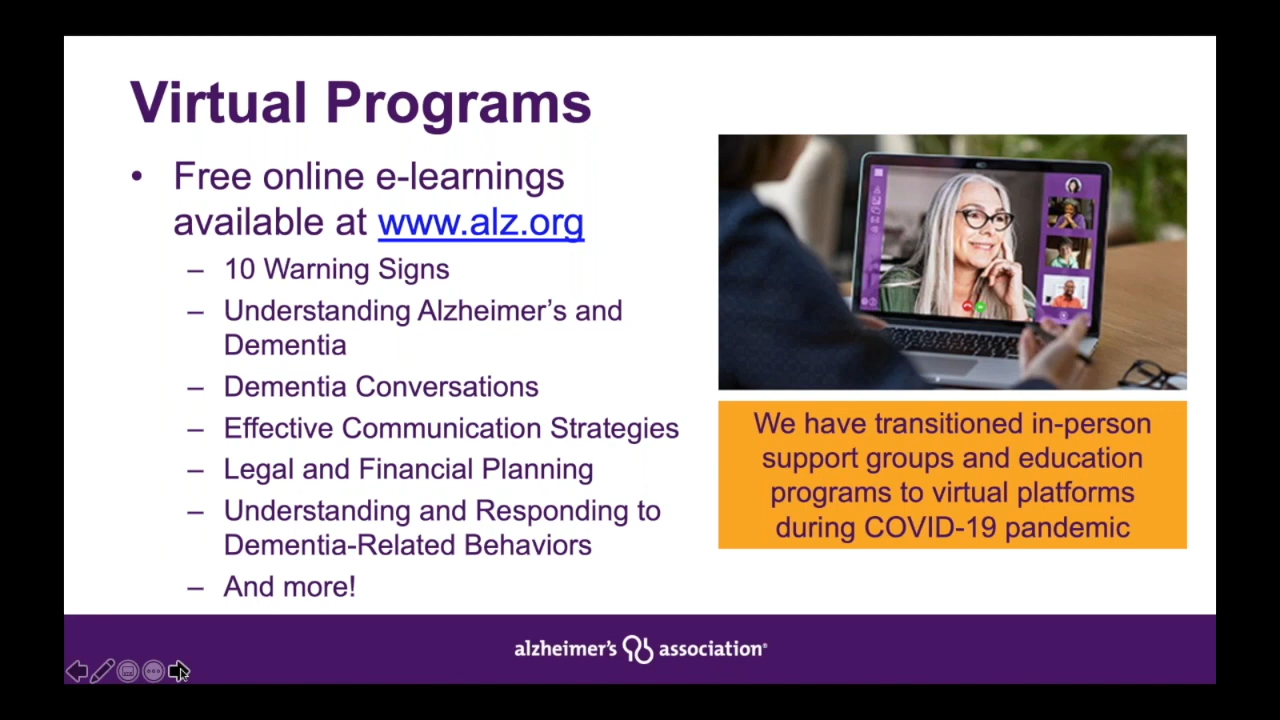 Virtual Programs
• Free online e-learnings
available at www.alz.org
– 10 Warning Signs
– Understanding Alzheimer’s and
Dementia
– Dementia Conversations
– Effective Communication Strategies
– Legal and Financial Planning
– Understanding and Responding to
Dementia-Related Behaviors
– And more!
We have transitioned in-person
support groups and education
programs to virtual platforms
during COVID-19 pandemic
alzheimer’s association®